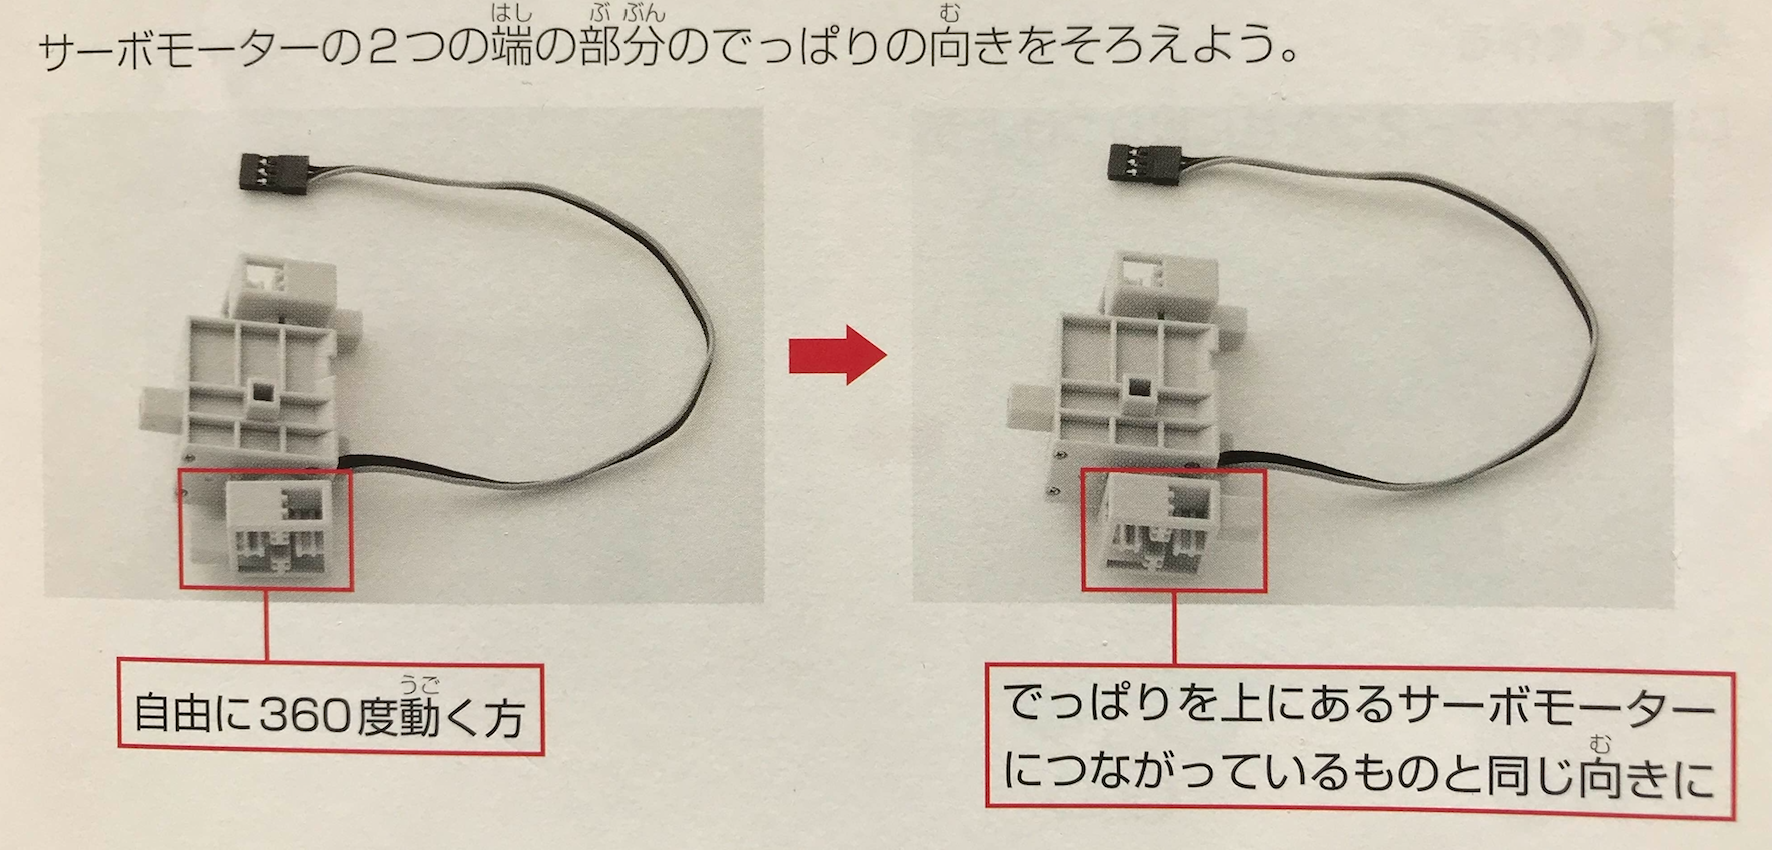 サーボモーターの2つの端の部分のでっぱりの向きをそろえよう。
自由に360度動く方
でっぱりを上にあるサーボモーター
につながっているものと同じ向きに